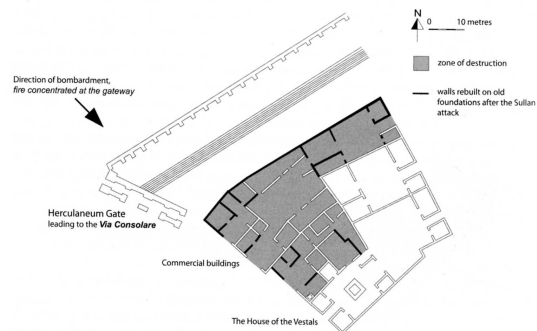 N
0 10 metres
zone of destruction
walls rebuilt on old
foundations after the Sullan
attack
Direction of bombardment,
fire concentrated at the gateway
Herculaneum Gate
leading to the Via Consolare
Commercial buildings
The House of the Vestals